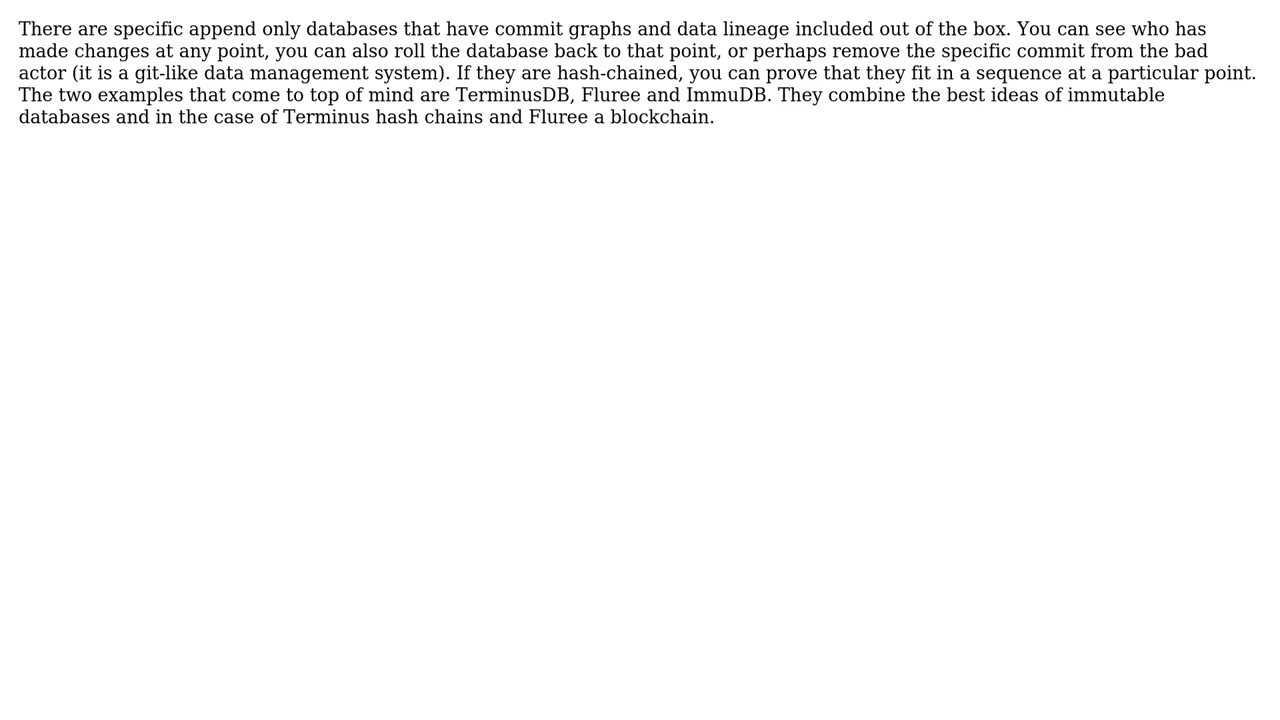 There are specific append only databases that have commit graphs and data lineage included out of the box. You can see who has
made changes at any point, you can also roll the database back to that point, or perhaps remove the specific commit from the bad
actor (it is a git-like data management system). If they are hash-chained, you can prove that they fit in a sequence at a particular point.
The two examples that come to top of mind are TerminusDB, Fluree and ImmuDB. They combine the best ideas of immutable
databases and in the case of Terminus hash chains and Fluree a blockchain.